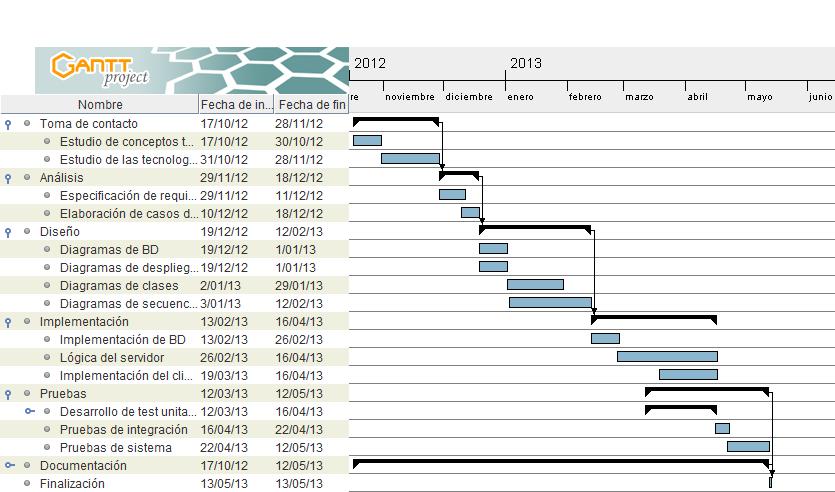 GANTT project
2012 2013
re noviembre diciembre enero febrero marzo abril mayo junio
Nombre Fecha de in... Fecha de fin
Toma de contacto 17/10/12 28/11/12
Estudio de conceptos t... 17/10/12 30/10/12
Estudio de las tecnolog... 31/10/12 28/11/12
Análisis 29/11/12 18/12/12
Especificación de requi... 29/11/12 11/12/12
Elaboración de casos d... 10/12/12 18/12/12
Diseño 19/12/12 12/02/13
Diagramas de BD 19/12/12 1/01/13
Diagramas de desplieg... 19/12/12 1/01/13
Diagramas de clases 2/01/13 29/01/13
Diagramas de secuenc... 3/01/13 12/02/13
Implementación 13/02/13 16/04/13
Implementación de BD 13/02/13 26/02/13
Lógica del servidor 26/02/13 16/04/13
Implementación del cli... 19/03/13 16/04/13
Pruebas 12/03/13 12/05/13
Desarrollo de test unita... 12/03/13 16/04/13
Pruebas de integración 16/04/13 22/04/13
Pruebas de sistema 22/04/13 12/05/13
Documentación 17/10/12 12/05/13
Finalización 13/05/13 13/05/13